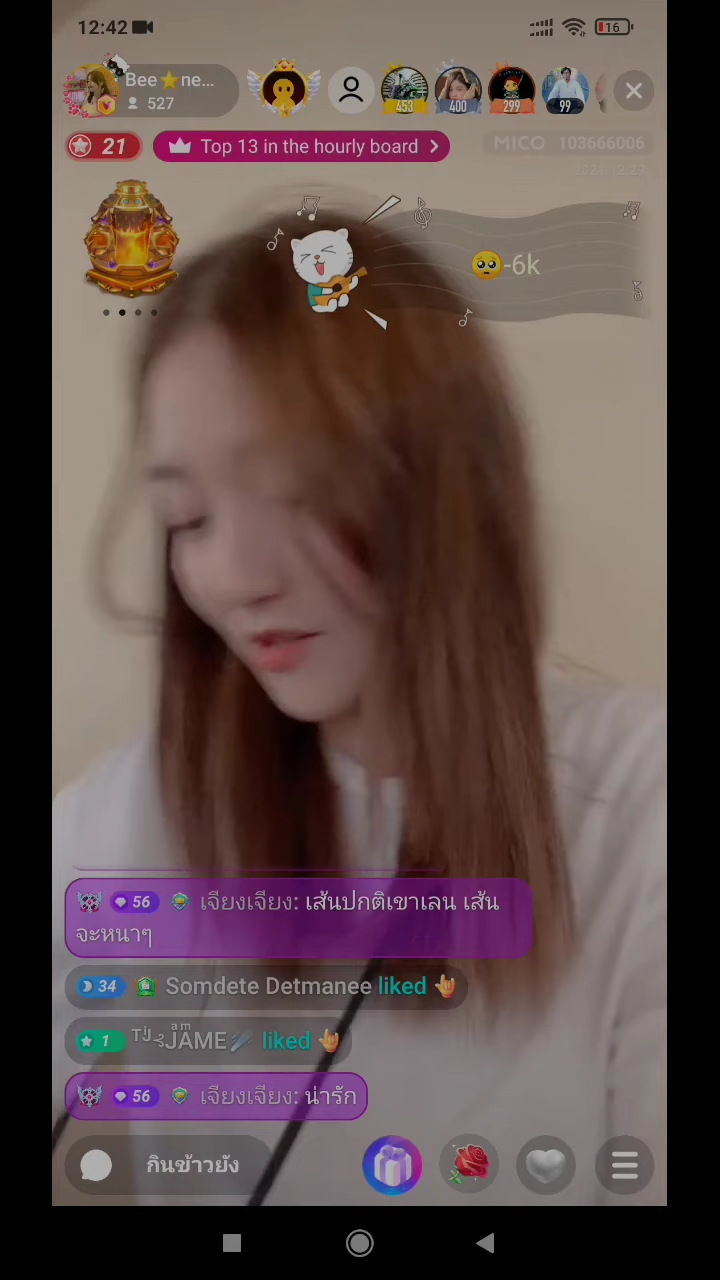 12:42
16
Bee⭐ne...
527
453
400
299
99
21
Top 13 in the hourly board
MICO 103666006
2021.12.29
🥺-6k
56 เจียงเจียง: เส้นปกติเขาเลน เส้น
จะหนาๆ
34 Somdete Detmanee liked 🤟
1 JAME liked 🤟
56 เจียงเจียง: น่ารัก
กินข้าวยัง